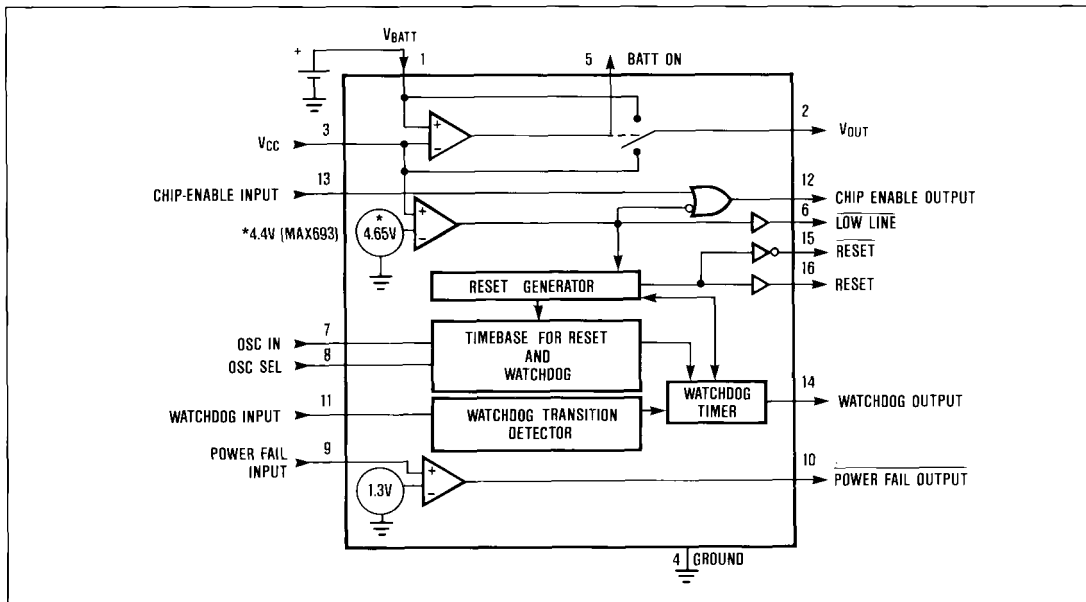 VBATT
+
1
5 BATT ON
3
VCC
+
−
2
VOUT
13
CHIP-ENABLE INPUT
12
CHIP ENABLE OUTPUT
*4.4V (MAX693)
*
4.65V
+
−
6
LOW LINE
15
RESET
16
RESET
RESET GENERATOR
7
OSC IN
8
OSC SEL
TIMEBASE FOR RESET
AND
WATCHDOG
11
WATCHDOG INPUT
WATCHDOG TRANSITION
DETECTOR
WATCHDOG
TIMER
14
WATCHDOG OUTPUT
9
POWER FAIL
INPUT
1.3V
+
−
10
POWER FAIL OUTPUT
4 GROUND